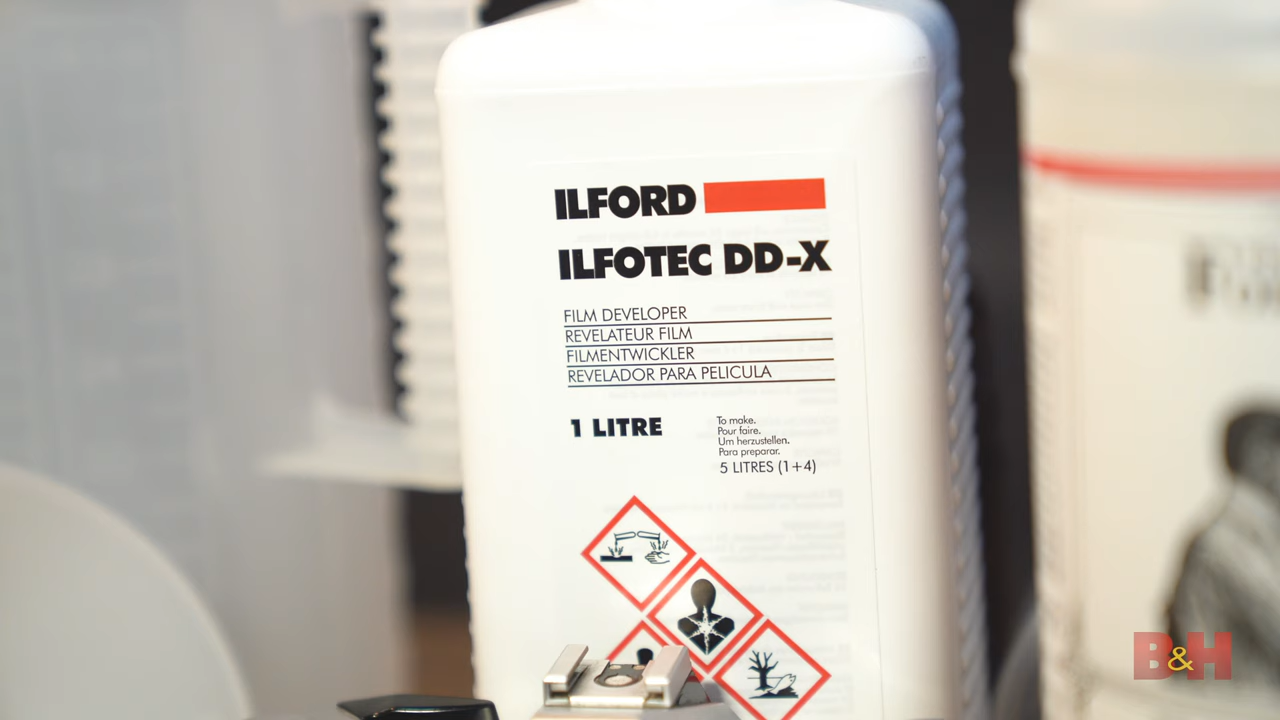 ILFORD
ILFOTEC DD-X
FILM DEVELOPER
REVELATEUR FILM
FILMENTWICKLER
REVELADOR PARA PELICULA
1 LITRE
To make.
Pour faire.
Um herzustellen.
Para preparar.
5 LITRES (1+4)
B&H